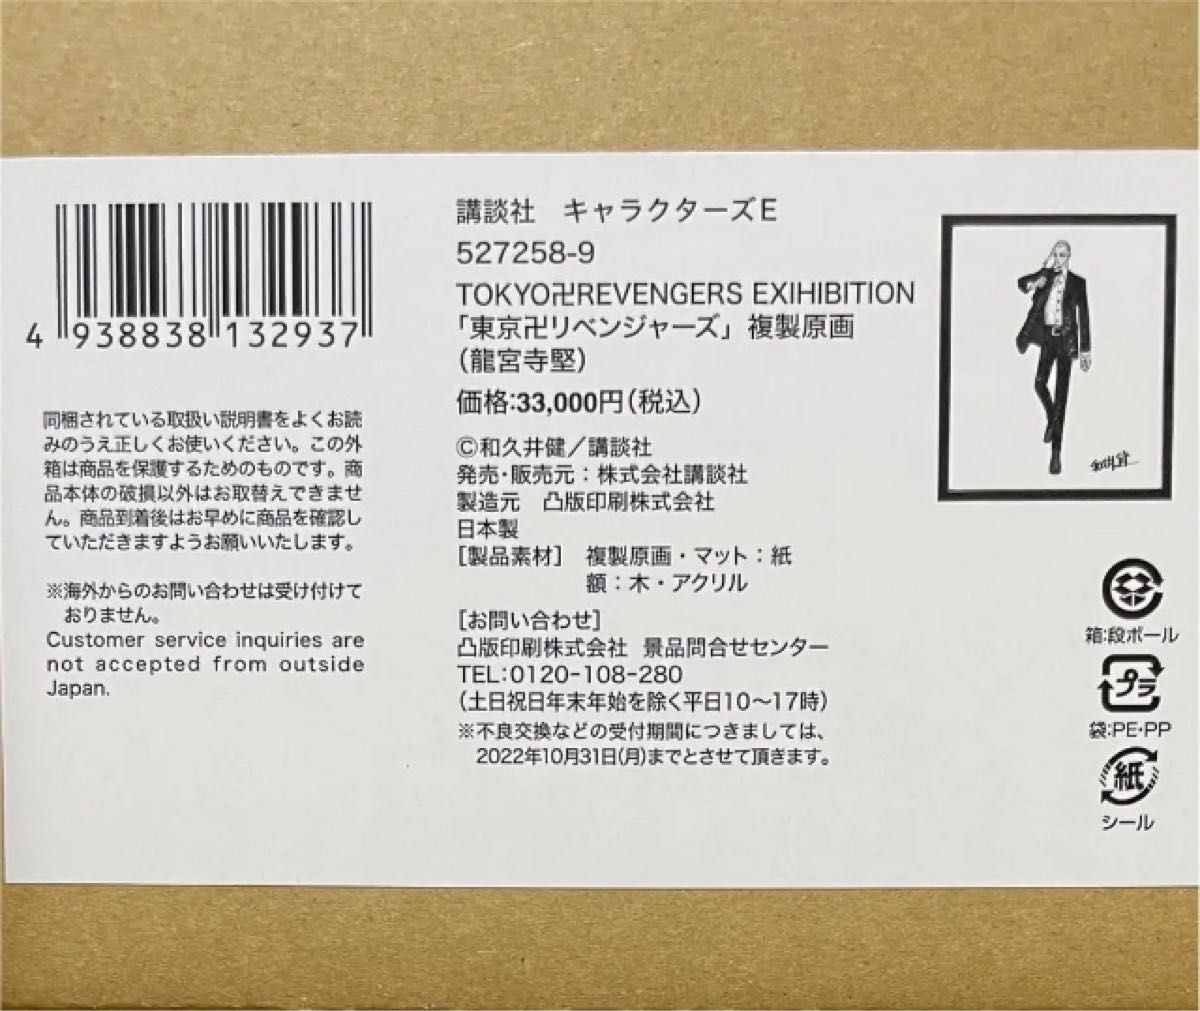 4 938838 132937
同梱されている取扱い説明書をよくお読
みのうえ正しくお使いください。この外
箱は商品を保護するためのものです。商
品本体の破損以外はお取替えできませ
ん。商品到着後はお早めに商品を確認し
ていただきますようお願いいたします。
※海外からのお問い合わせは受け付けて
おりません。
Customer service inquiries are
not accepted from outside
Japan.
講談社 キャラクターズE
527258-9
TOKYO卍REVENGERS EXIHIBITION
「東京卍リベンジャーズ」複製原画
(龍宮寺堅)
価格:33,000円(税込)
©和久井健/講談社
発売・販売元:株式会社講談社
製造元 凸版印刷株式会社
日本製
[製品素材] 複製原画・マット:紙
額:木・アクリル
[お問い合わせ]
凸版印刷株式会社 景品問合せセンター
TEL:0120-108-280
(土日祝日年末年始を除く平日10〜17時)
※不良交換などの受付期間につきましては、
2022年10月31日(月)までとさせて頂きます。
箱:段ボール
プラ
袋:PE・PP
紙
シール